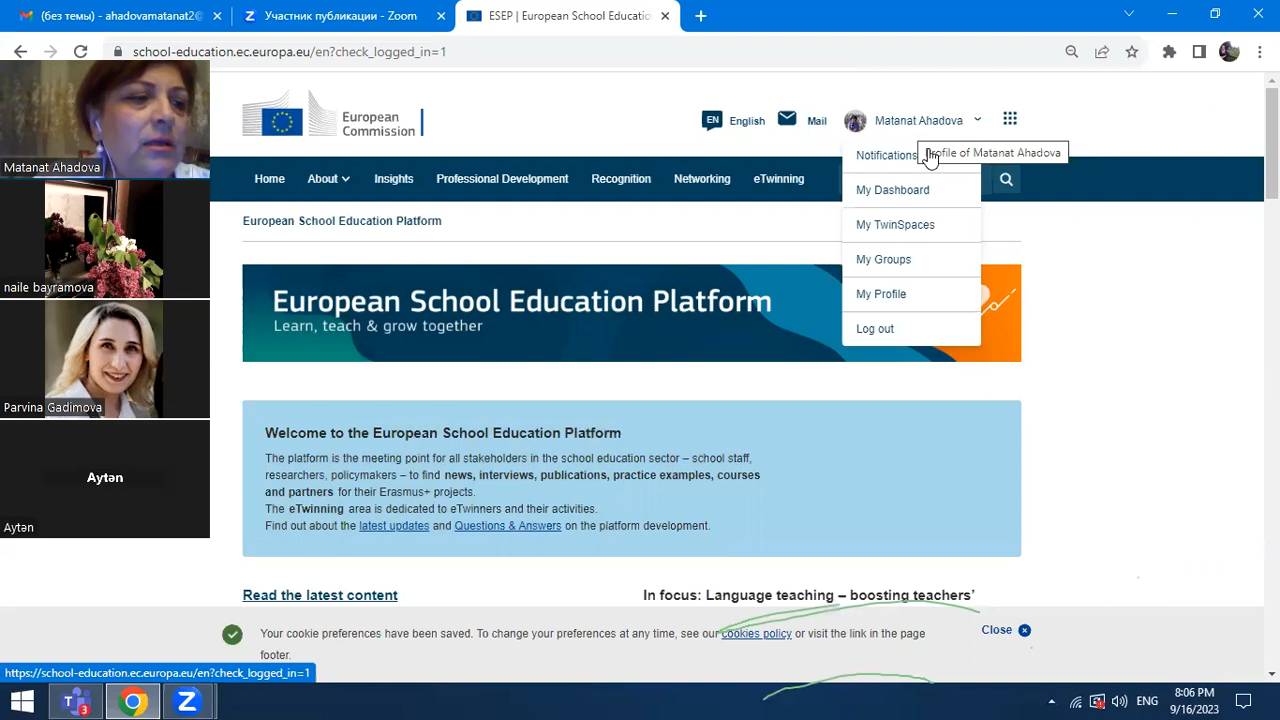 (без темы) - ahadovamatanat2@
Участник публикации - Zoom
ESEP | European School Educatio
school-education.ec.europa.eu/en?check_logged_in=1
European
Commission
EN English
Mail
Matanat Ahadova
Notifications
Profile of Matanat Ahadova
My Dashboard
My TwinSpaces
My Groups
My Profile
Log out
Home
About
Insights
Professional Development
Recognition
Networking
eTwinning
European School Education Platform
European School Education Platform
Learn, teach & grow together
Welcome to the European School Education Platform
The platform is the meeting point for all stakeholders in the school education sector – school staff,
researchers, policymakers – to find news, interviews, publications, practice examples, courses
and partners for their Erasmus+ projects.
The eTwinning area is dedicated to eTwinners and their activities.
Find out about the latest updates and Questions & Answers on the platform development.
Read the latest content
In focus: Language teaching – boosting teachers'
Your cookie preferences have been saved. To change your preferences at any time, see our cookies policy or visit the link in the page
footer.
Close
https://school-education.ec.europa.eu/en?check_logged_in=1
Matanat Ahadova
naile bayramova
Parvina Gadimova
Aytən
Aytən
3
Z
ENG
8:06 PM
9/16/2023